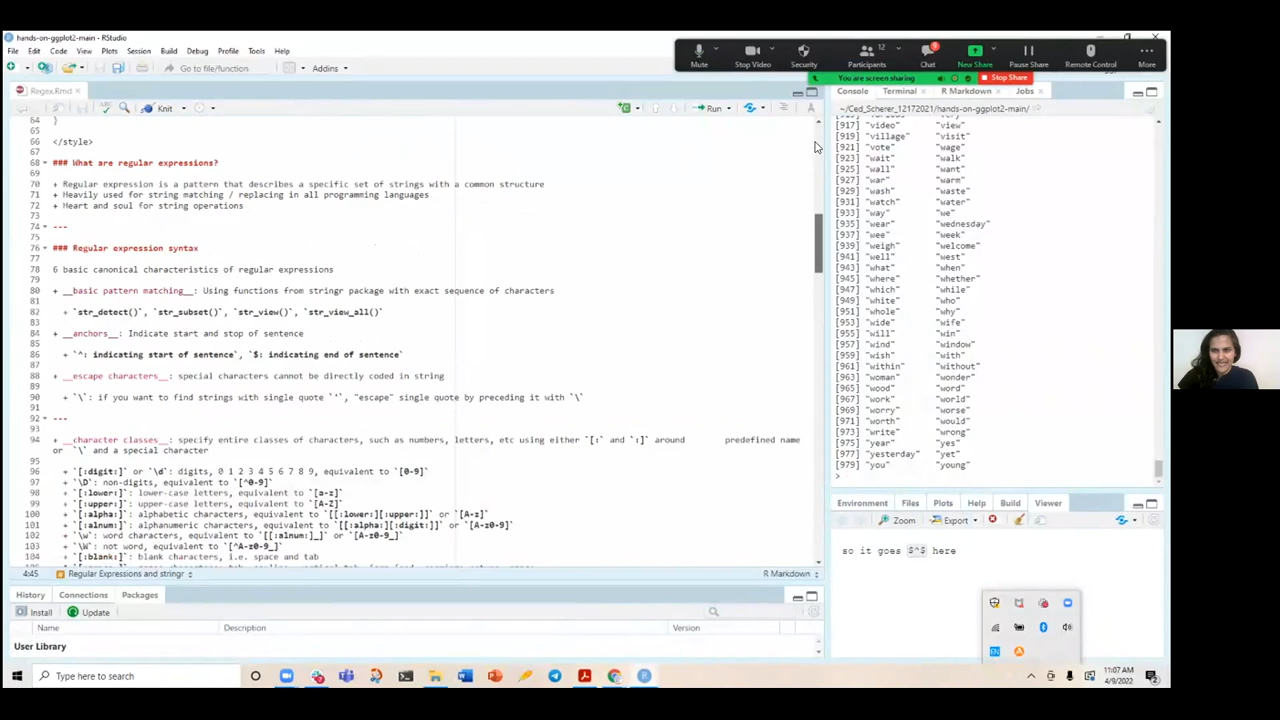 hands-on-ggplot2-main - RStudio
File Edit Code View Plots Session Build Debug Profile Tools Help
Go to file/function Addins
Mute Stop Video Security Participants 12 Chat 9 New Share Pause Share Remote Control More
You are screen sharing Stop Share
Regex.Rmd
Knit Run
64 }
65
66 </style>
67
68 ### What are regular expressions?
69
70 + Regular expression is a pattern that describes a specific set of strings with a common structure
71 + Heavily used for string matching / replacing in all programming languages
72 + Heart and soul for string operations
73
74 ---
75
76 ### Regular expression syntax
77
78 6 basic canonical characteristics of regular expressions
79
80 + __basic pattern matching__: Using functions from stringr package with exact sequence of characters
81
82 + `str_detect()`, `str_subset()`, `str_view()`, `str_view_all()`
83
84 + __anchors__: Indicate start and stop of sentence
85
86 + `^: indicating start of sentence`, `$: indicating end of sentence`
87
88 + __escape characters__: special characters cannot be directly coded in string
89
90 + `\`: if you want to find strings with single quote `'`, "escape" single quote by preceding it with `\`
91
92 ---
93
94 + __character classes__: specify entire classes of characters, such as numbers, letters, etc using either `[:` and `:]` around predefined name
or `\` and a special character
95
96 + `[:digit:]` or `\d`: digits, 0 1 2 3 4 5 6 7 8 9, equivalent to `[0-9]`
97 + `\D`: non-digits, equivalent to `[^0-9]`
98 + `[:lower:]`: lower-case letters, equivalent to `[a-z]`
99 + `[:upper:]`: upper-case letters, equivalent to `[A-Z]`
100 + `[:alpha:]`: alphabetic characters, equivalent to `[[:lower:][:upper:]]` or `[A-z]`
101 + `[:alnum:]`: alphanumeric characters, equivalent to `[[:alpha:][:digit:]]` or `[A-z0-9]`
102 + `\w`: word characters, equivalent to `[[:alnum:]_]` or `[A-z0-9_]`
103 + `\W`: not word, equivalent to `[^A-z0-9_]`
104 + `[:blank:]`: blank characters, i.e. space and tab
4:45 Regular Expressions and stringr R Markdown
History Connections Packages
Install Update
Name Description Version
User Library
Console Terminal R Markdown Jobs
~/Ced_Scherer_12172021/hands-on-ggplot2-main/
[917] "video" "view"
[919] "village" "visit"
[921] "vote" "wage"
[923] "wait" "walk"
[925] "wall" "want"
[927] "war" "warm"
[929] "wash" "waste"
[931] "watch" "water"
[933] "way" "we"
[935] "wear" "wednesday"
[937] "wee" "week"
[939] "weigh" "welcome"
[941] "well" "west"
[943] "what" "when"
[945] "where" "whether"
[947] "which" "while"
[949] "white" "who"
[951] "whole" "why"
[953] "wide" "wife"
[955] "will" "win"
[957] "wind" "window"
[959] "wish" "with"
[961] "within" "without"
[963] "woman" "wonder"
[965] "wood" "word"
[967] "work" "world"
[969] "worry" "worse"
[971] "worth" "would"
[973] "write" "wrong"
[975] "year" "yes"
[977] "yesterday" "yet"
[979] "you" "young"
>
Environment Files Plots Help Build Viewer
Zoom Export
so it goes $^$ here
Type here to search
11:07 AM
4/9/2022